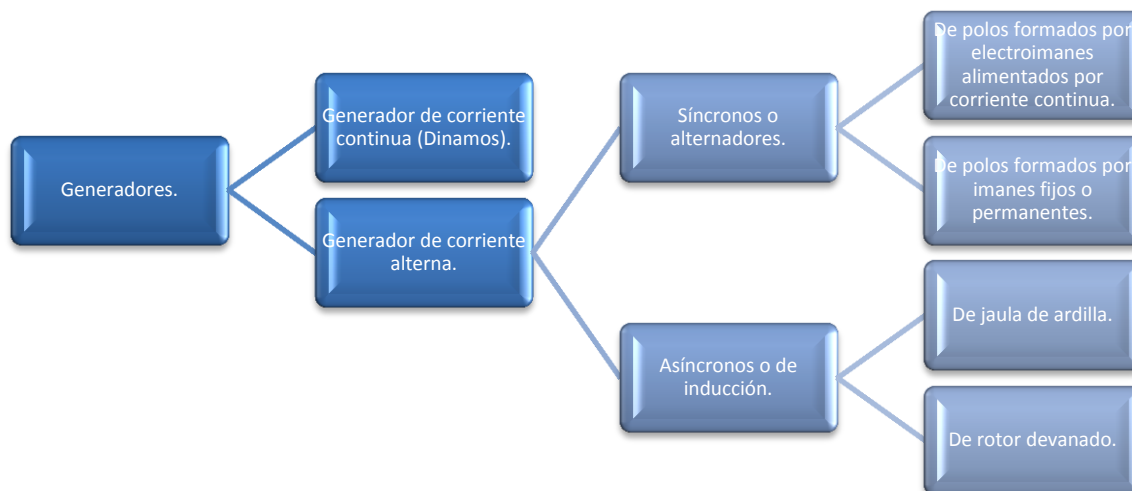 Generadores.
Generador de corriente
continua (Dinamos).
Generador de corriente
alterna.
Síncronos o
alternadores.
Asíncronos o de
inducción.
De polos formados por
electroimanes
alimentados por
corriente continua.
De polos formados por
imanes fijos o
permanentes.
De jaula de ardilla.
De rotor devanado.